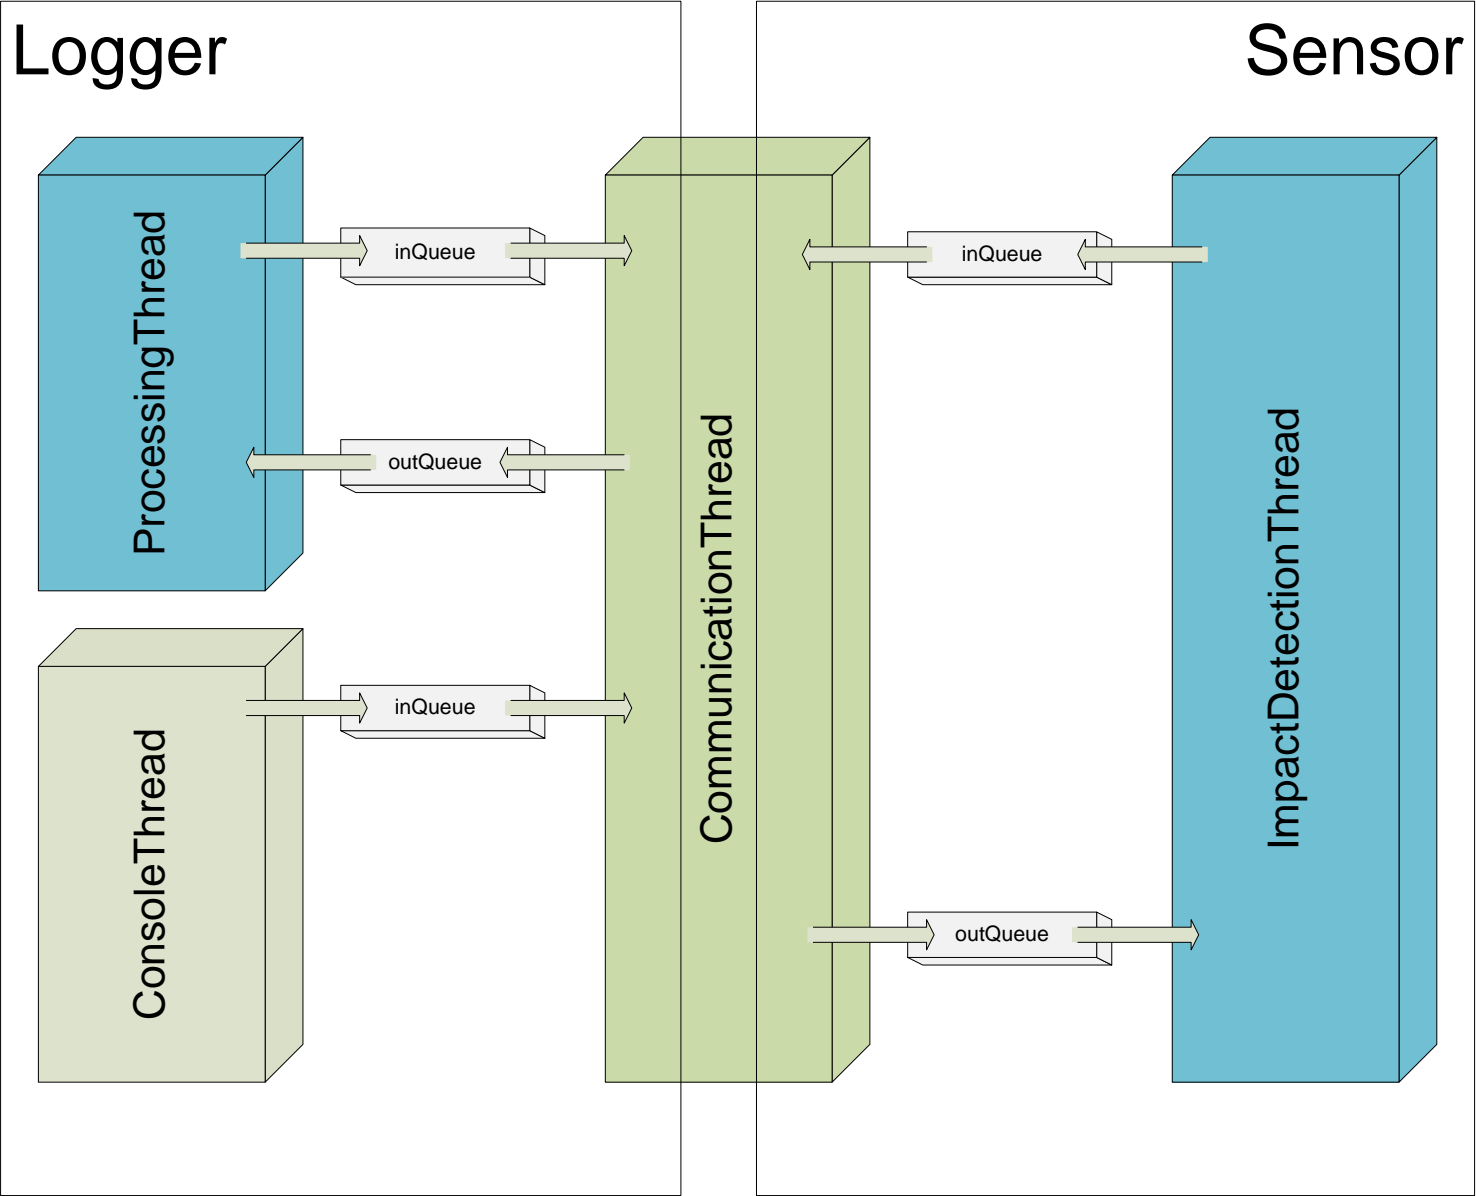 Logger
Sensor
ProcessingThread
inQueue
outQueue
ConsoleThread
inQueue
CommunicationThread
inQueue
outQueue
ImpactDetectionThread